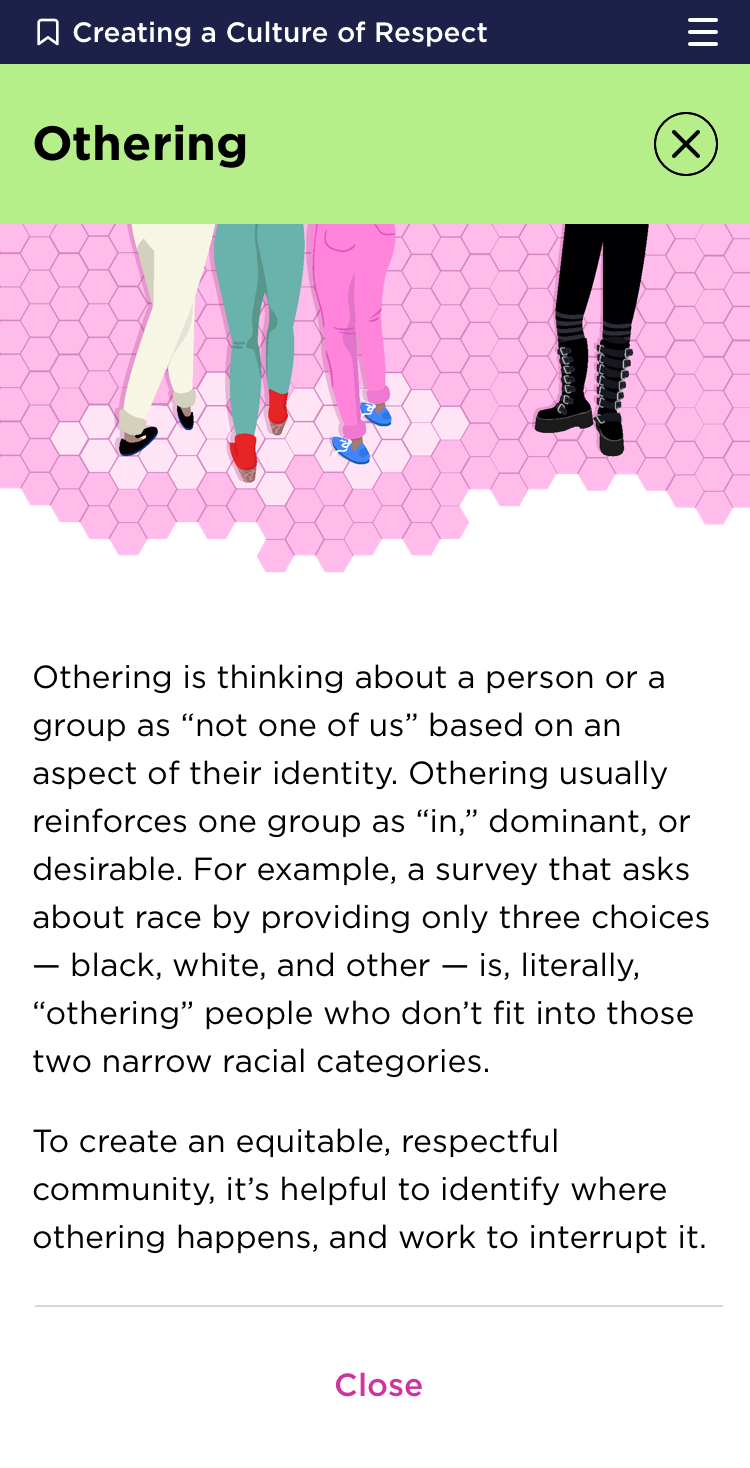 Creating a Culture of Respect
Othering
Othering is thinking about a person or a
group as “not one of us” based on an
aspect of their identity. Othering usually
reinforces one group as “in,” dominant, or
desirable. For example, a survey that asks
about race by providing only three choices
— black, white, and other — is, literally,
“othering” people who don’t fit into those
two narrow racial categories.
To create an equitable, respectful
community, it’s helpful to identify where
othering happens, and work to interrupt it.
Close